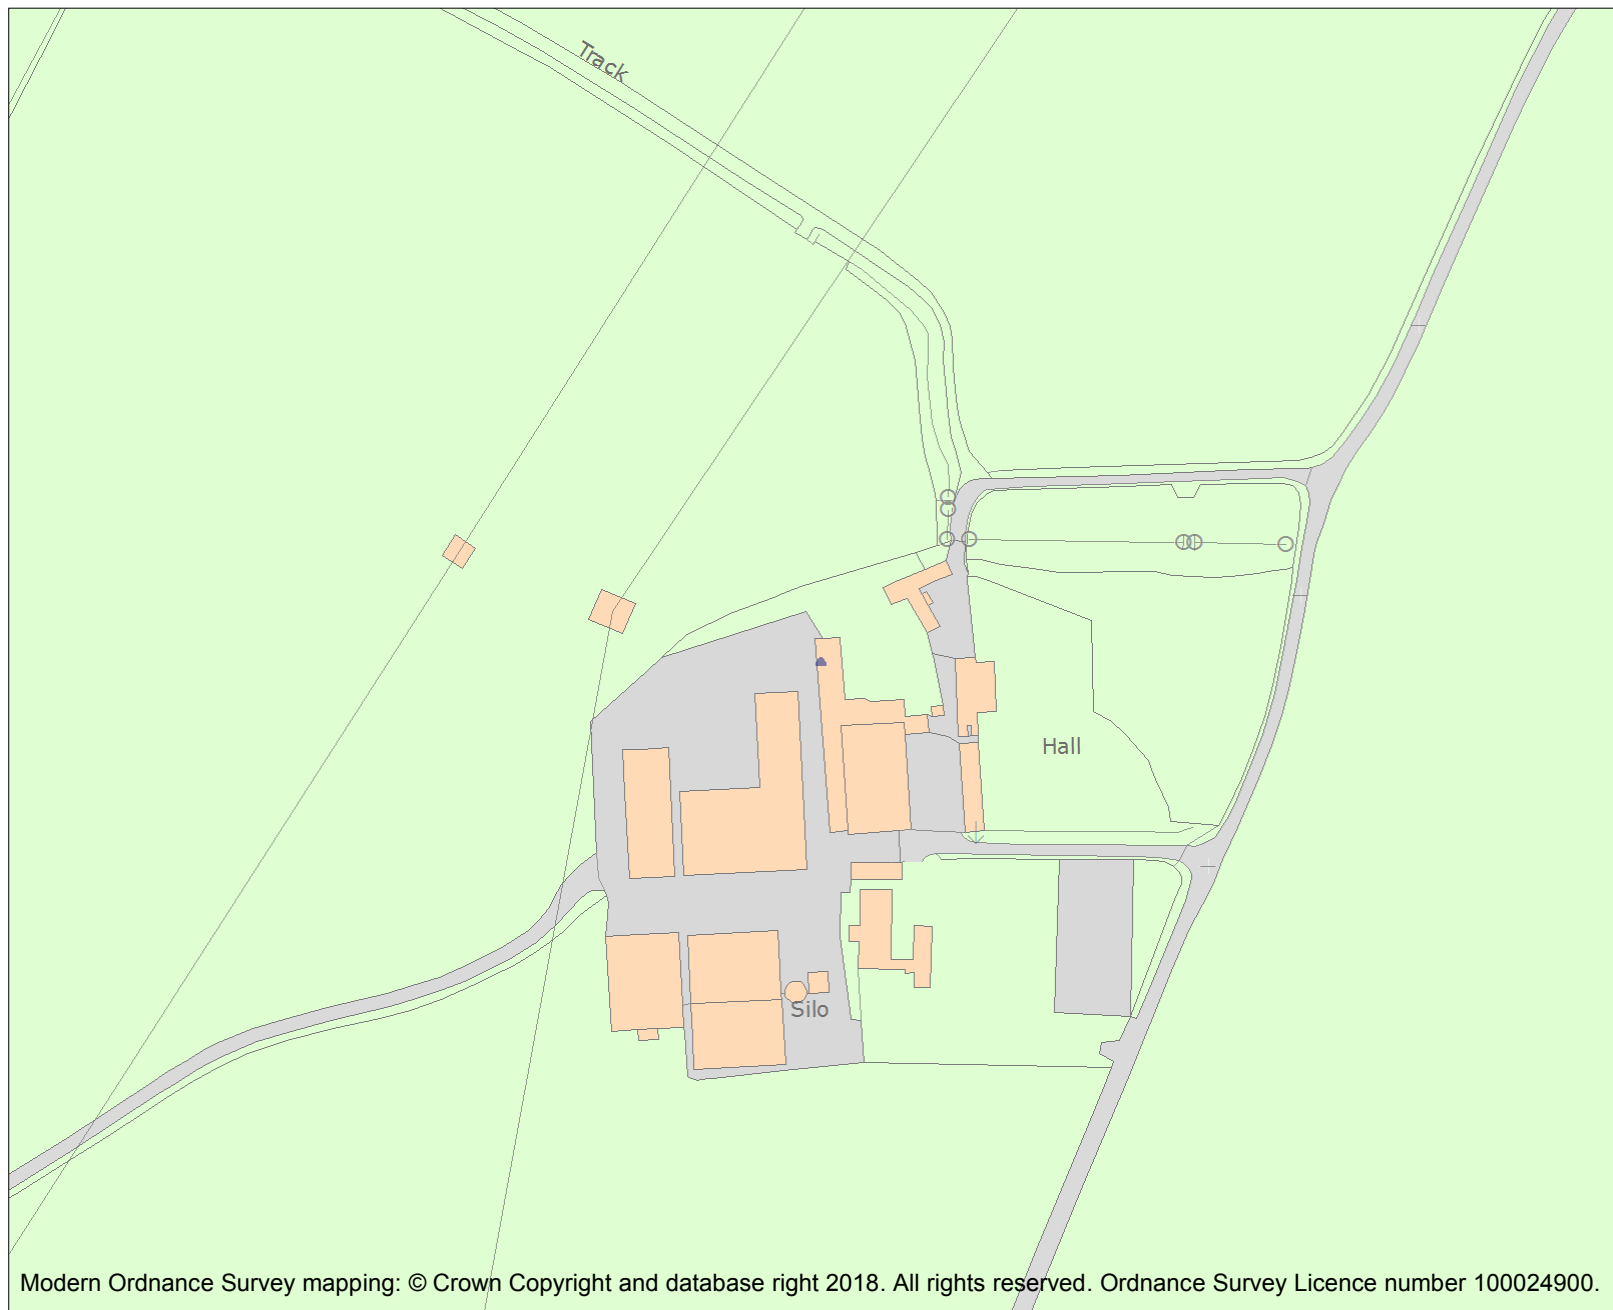 Track
Hall
Silo
Modern Ordnance Survey mapping: © Crown Copyright and database right 2018. All rights reserved. Ordnance Survey Licence number 100024900.